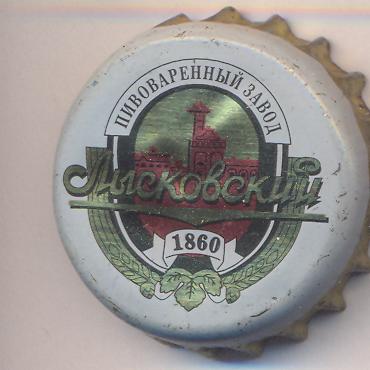 ПИВОВАРЕННЫЙ ЗАВОД
Лысковский
1860